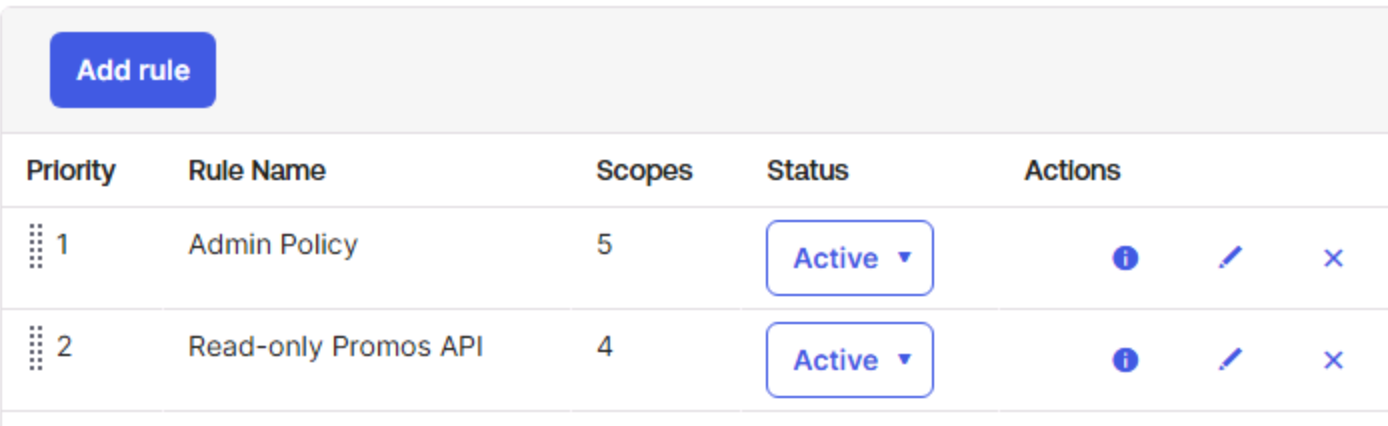 Add rule
Priority Rule Name Scopes Status Actions
1 Admin Policy 5 Active
2 Read-only Promos API 4 Active